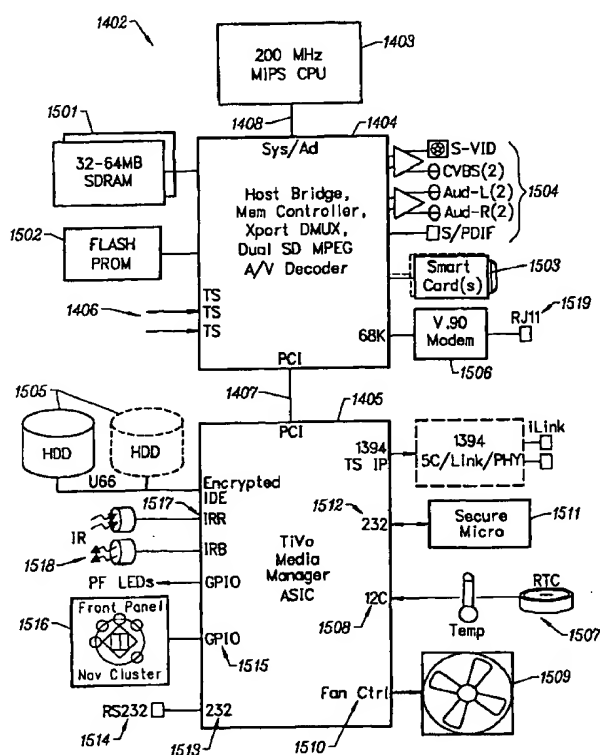 1402
200 MHz
MIPS CPU
1403
1408
1404
1501
32-64MB
SDRAM
1502
FLASH
PROM
1406
TS
TS
TS
Sys/Ad
Host Bridge,
Mem Controller,
Xport DMUX,
Dual SD MPEG
A/V Decoder
68K
PCI
S-VID
CVBS(2)
Aud-L(2)
Aud-R(2)
S/PDIF
1504
Smart
Card(s)
1503
V.90
Modem
1506
RJ11
1519
1407
1405
PCI
1505
HDD
HDD
U66
Encrypted
IDE
1517
IR
IRR
1518
IRB
PF LEDs
GPIO
1516
Front Panel
Nav Cluster
GPIO
1515
RS232
1514
232
1513
TiVo
Media
Manager
ASIC
1394
TS IP
1394
5C/Link/PHY
iLink
1512
232
Secure
Micro
1511
12C
1508
Temp
RTC
1507
Fan Ctrl
1510
1509